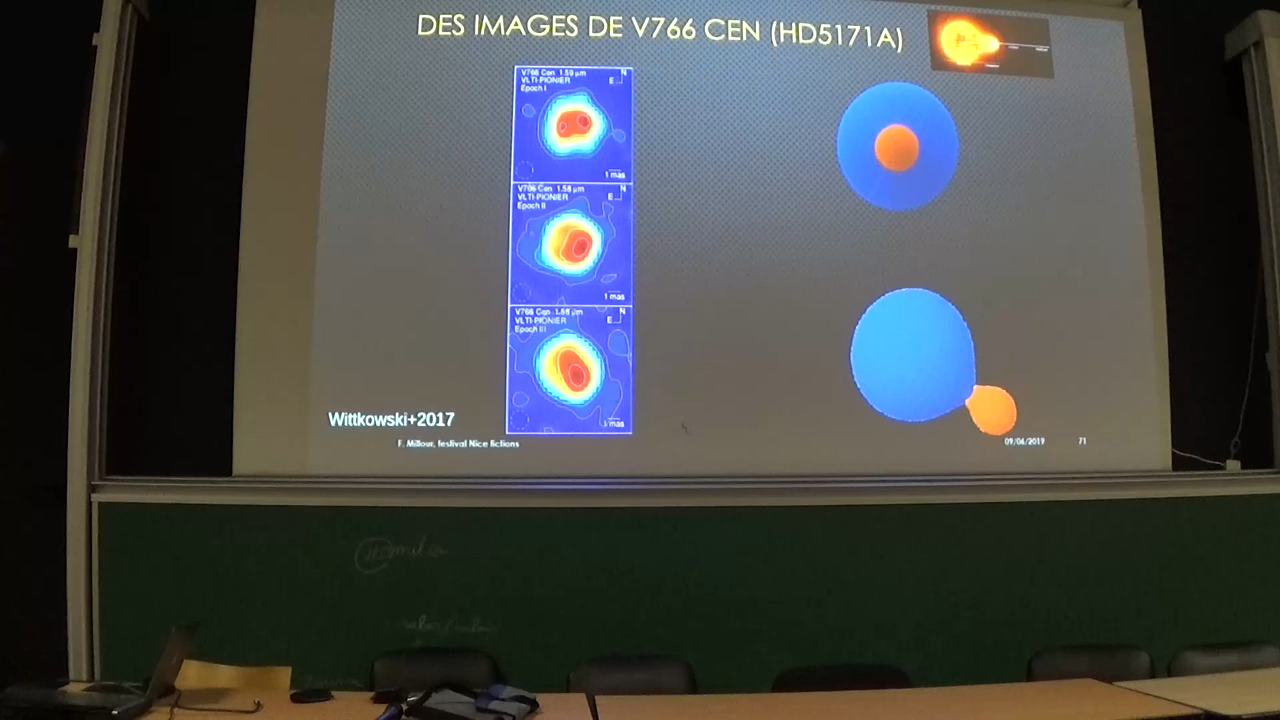 DES IMAGES DE V766 CEN (HD5171A)
V766 Cen 1.59 µm
VLTI-PIONIER
Epoch I
N
E
1 mas
V766 Cen 1.58 µm
VLTI-PIONIER
Epoch II
N
E
1 mas
V766 Cen 1.68 µm
VLTI-PIONIER
Epoch III
N
E
1 mas
Wittkowski+2017
F. Millour, festival Nice fictions
09/06/2019
71